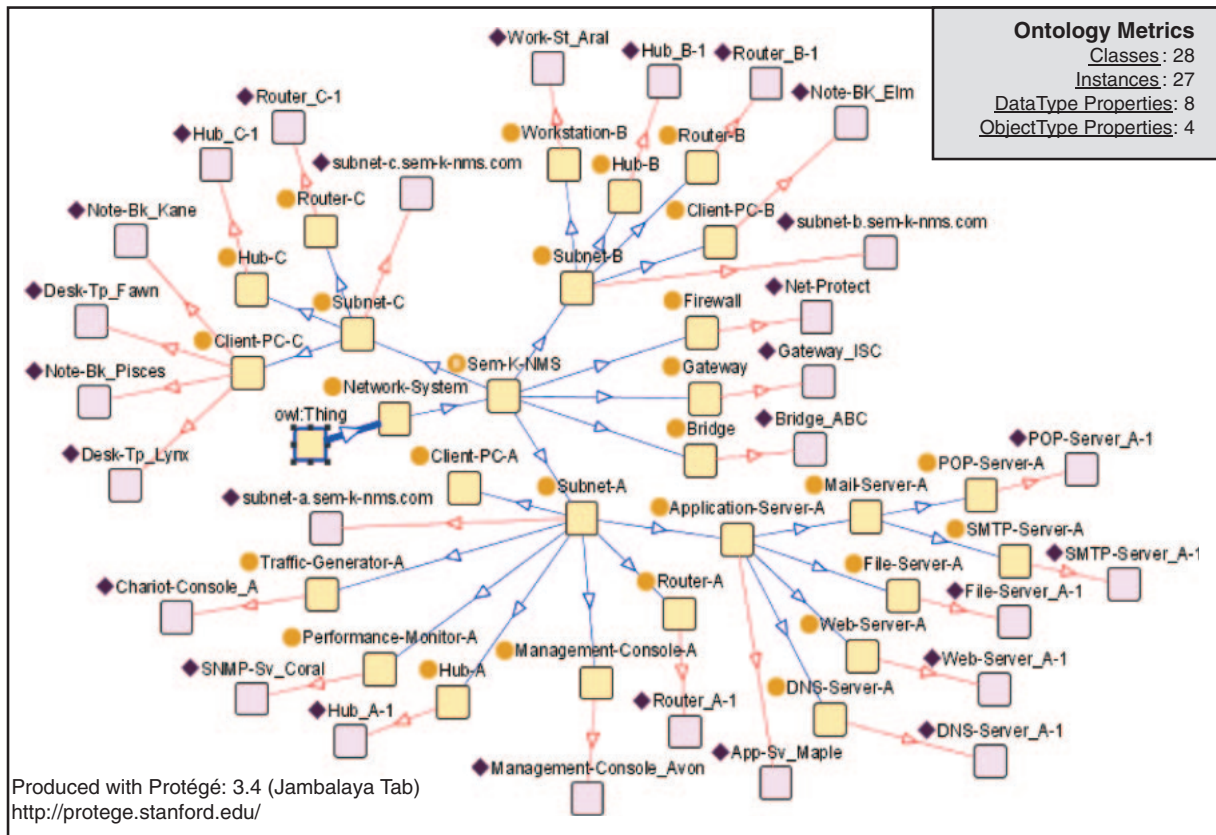 Ontology Metrics
Classes: 28
Instances: 27
DataType Properties: 8
ObjectType Properties: 4
Work-St_Aral
Hub_B-1
Router_B-1
Note-BK_Elm
Router_C-1
Hub_C-1
Workstation-B
Router-B
Hub-B
subnet-c.sem-k-nms.com
Router-C
Client-PC-B
Note-Bk_Kane
subnet-b.sem-k-nms.com
Hub-C
Subnet-B
Desk-Tp_Fawn
Subnet-C
Firewall
Net-Protect
Client-PC-C
Gateway_ISC
Note-Bk_Pisces
Sem-K-NMS
Gateway
Network-System
owl:Thing
Bridge
Bridge_ABC
Desk-Tp_Lynx
Client-PC-A
POP-Server_A-1
POP-Server-A
Subnet-A
Mail-Server-A
subnet-a.sem-k-nms.com
Application-Server-A
SMTP-Server-A
SMTP-Server_A-1
Traffic-Generator-A
File-Server-A
Router-A
Chariot-Console_A
File-Server_A-1
Web-Server-A
Performance-Monitor-A
Management-Console-A
Web-Server_A-1
SNMP-Sv_Coral
Hub-A
DNS-Server-A
Router_A-1
Hub_A-1
DNS-Server_A-1
App-Sv_Maple
Management-Console_Avon
Produced with Protégé: 3.4 (Jambalaya Tab)
http://protege.stanford.edu/